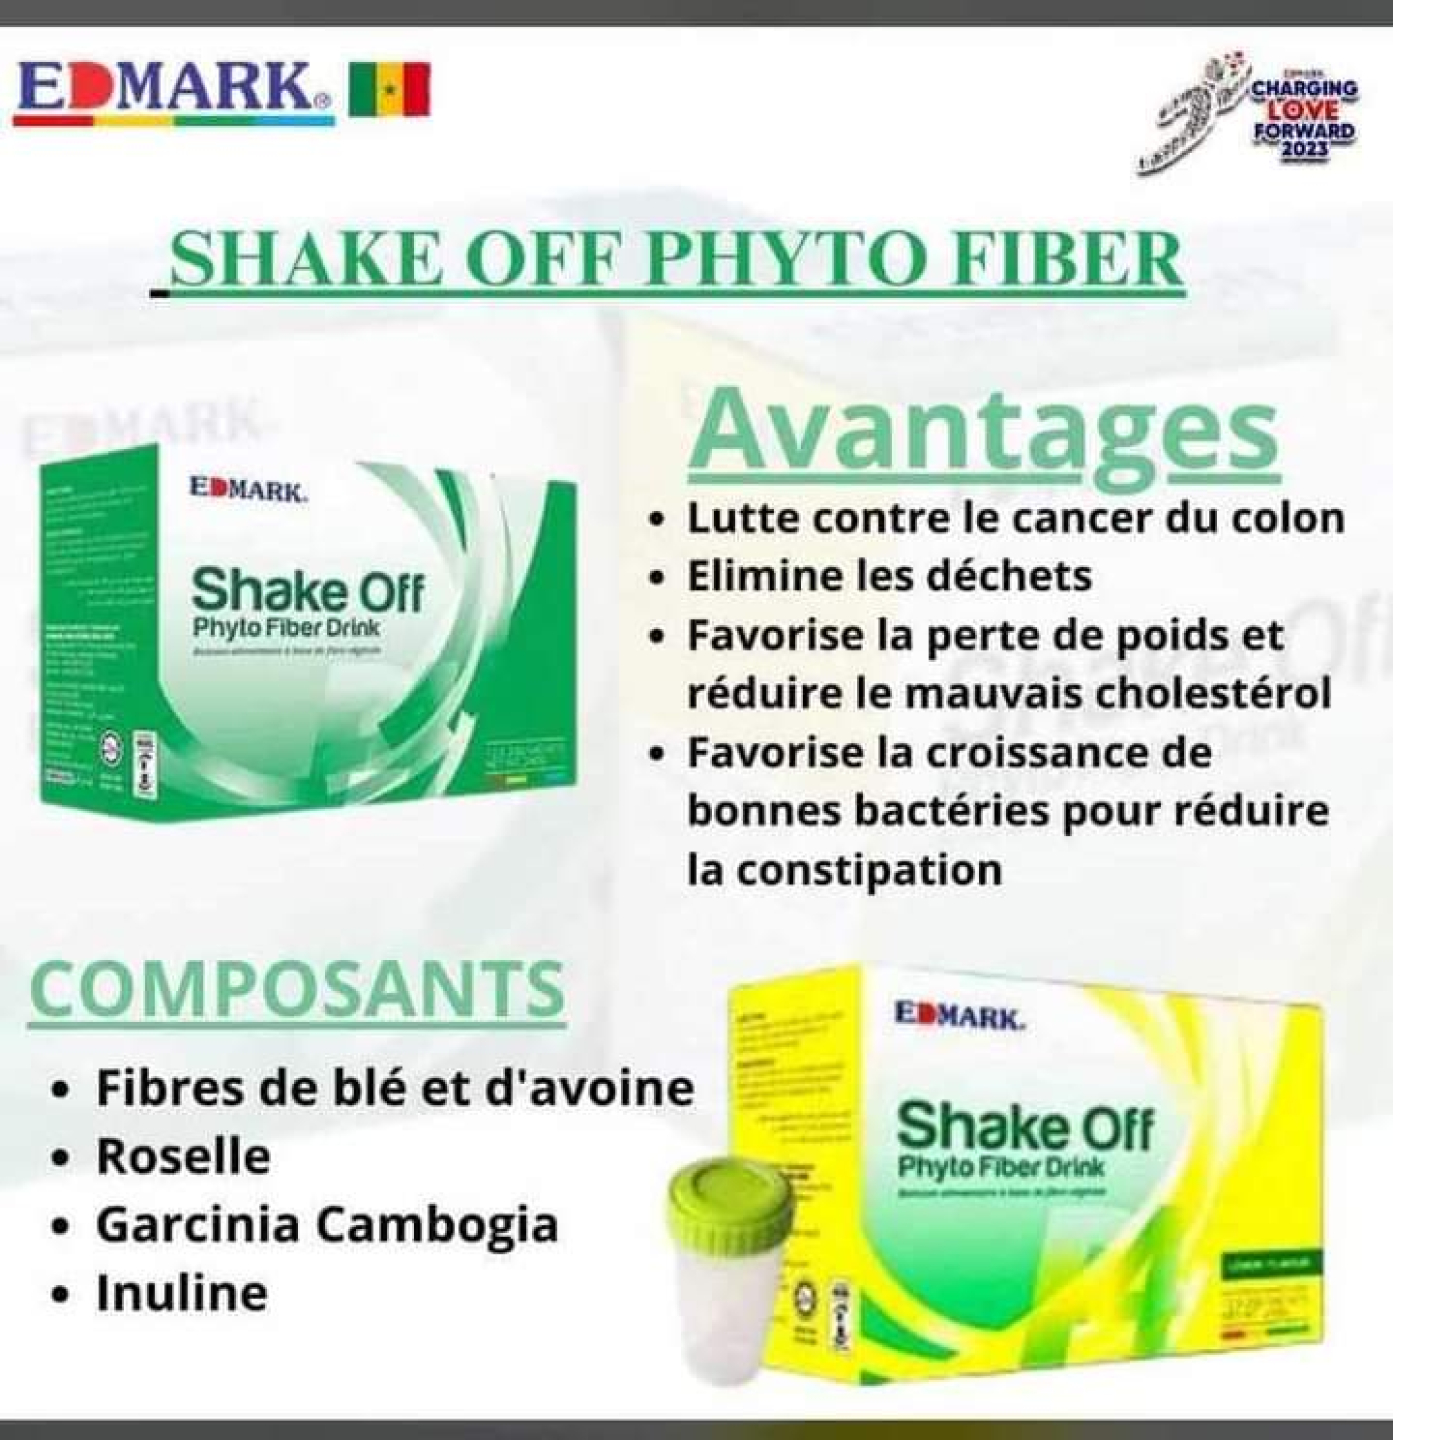 EDMARK®
EDMARK
CHARGING
LOVE
FORWARD
2023
SHAKE OFF PHYTO FIBER
EDMARK.
Shake Off
Phyto Fiber Drink
Avantages
• Lutte contre le cancer du colon
• Elimine les déchets
• Favorise la perte de poids et
réduire le mauvais cholestérol
• Favorise la croissance de
bonnes bactéries pour réduire
la constipation
COMPOSANTS
• Fibres de blé et d'avoine
• Roselle
• Garcinia Cambogia
• Inuline
EDMARK.
Shake Off
Phyto Fiber Drink
LEMON FLAVOUR